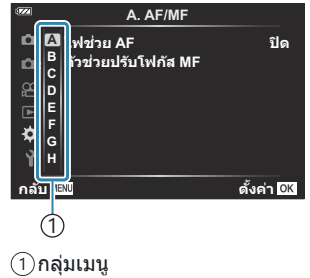 A. AF/MF
A ไฟช่วย AF ปิด
B ตัวช่วยปรับโฟกัส MF
C
D
E
F
G
H
กลับ MENU ตั้งค่า OK
1
1 กลุ่มเมนู